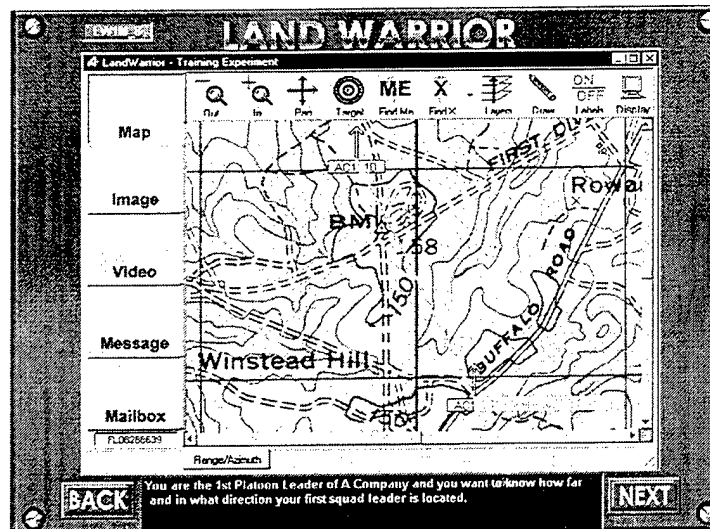 LAND WARRIOR
LandWarrior - Training Experiment
Out In Pan Target Find Me Find X Layers Draw Labels Display
ME X ON OFF
Map
Image
Video
Message
Mailbox
FIRST
BM
58
150
BUFFALO ROAD
Winstead Hill
Range/Azimuth
BACK
You are the 1st Platoon Leader of A Company and you want to know how far
and in what direction your first squad leader is located.
NEXT